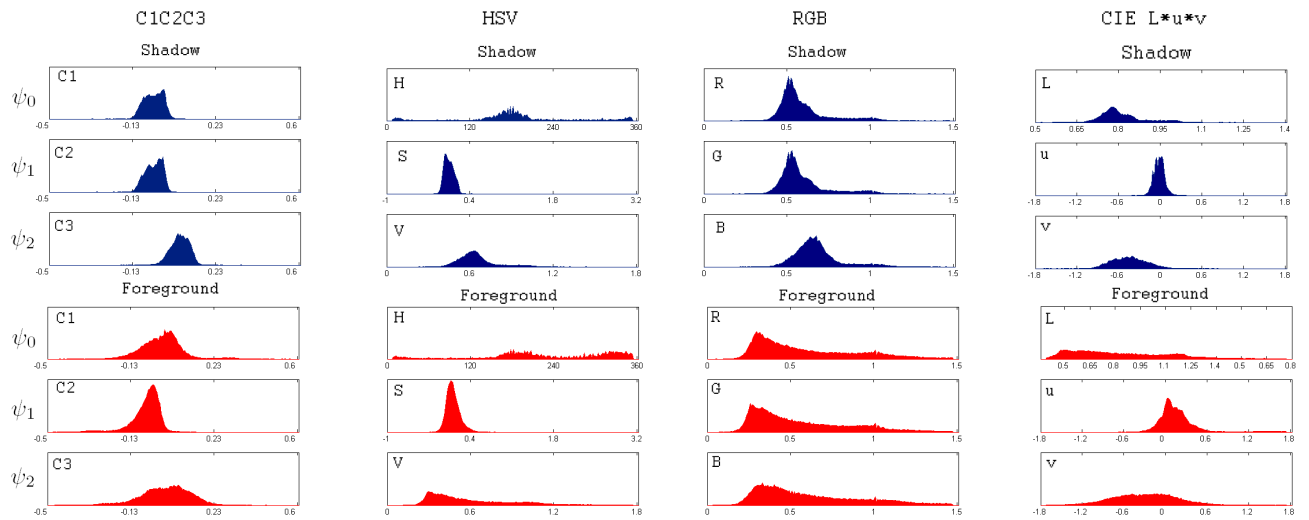 C1C2C3 HSV RGB CIE L*u*v
Shadow Shadow Shadow Shadow
ψ0 C1 H R L
-0.5 -0.13 0.23 0.6 0 120 240 360 0 0.5 1 1.5 0.5 0.65 0.8 0.95 1.1 1.25 1.4
ψ1 C2 S G u
-0.5 -0.13 0.23 0.6 -1 0.4 1.8 3.2 0 0.5 1 1.5 -1.8 -1.2 -0.6 0 0.6 1.2 1.8
ψ2 C3 V B v
-0.5 -0.13 0.23 0.6 0 0.6 1.2 1.8 0 0.5 1 1.5 -1.8 -1.2 -0.6 0 0.6 1.2 1.8
Foreground Foreground Foreground Foreground
ψ0 C1 H R L
-0.5 -0.13 0.23 0.6 0 120 240 360 0 0.5 1 1.5 0.5 0.65 0.8 0.95 1.1 1.25 1.4 1.5 1.65 0.8
ψ1 C2 S G u
-0.5 -0.13 0.23 0.6 -1 0.4 1.8 3.2 0 0.5 1 1.5 -1.8 -1.2 -0.6 0 0.6 1.2 1.8
ψ2 C3 V B v
-0.5 -0.13 0.23 0.6 0 0.6 1.2 1.8 0 0.5 1 1.5 -1.8 -1.2 -0.6 0 0.6 1.2 1.8